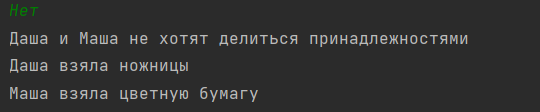 Нет
Даша и Маша не хотят делиться принадлежностями
Даша взяла ножницы
Маша взяла цветную бумагу